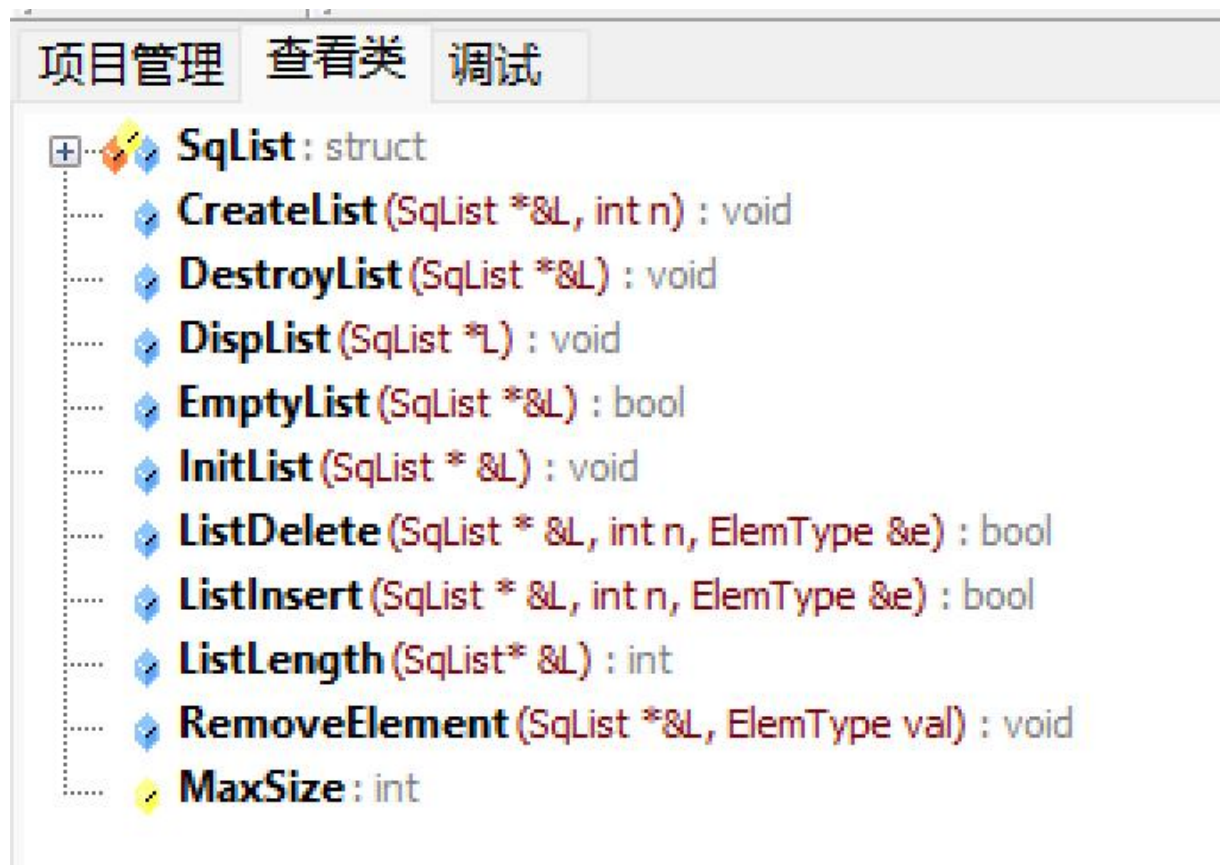 项目管理 查看类 调试
SqList : struct
CreateList (SqList *&L, int n) : void
DestroyList (SqList *&L) : void
DispList (SqList *L) : void
EmptyList (SqList *&L) : bool
InitList (SqList * &L) : void
ListDelete (SqList * &L, int n, ElemType &e) : bool
ListInsert (SqList * &L, int n, ElemType &e) : bool
ListLength (SqList* &L) : int
RemoveElement (SqList *&L, ElemType val) : void
MaxSize : int